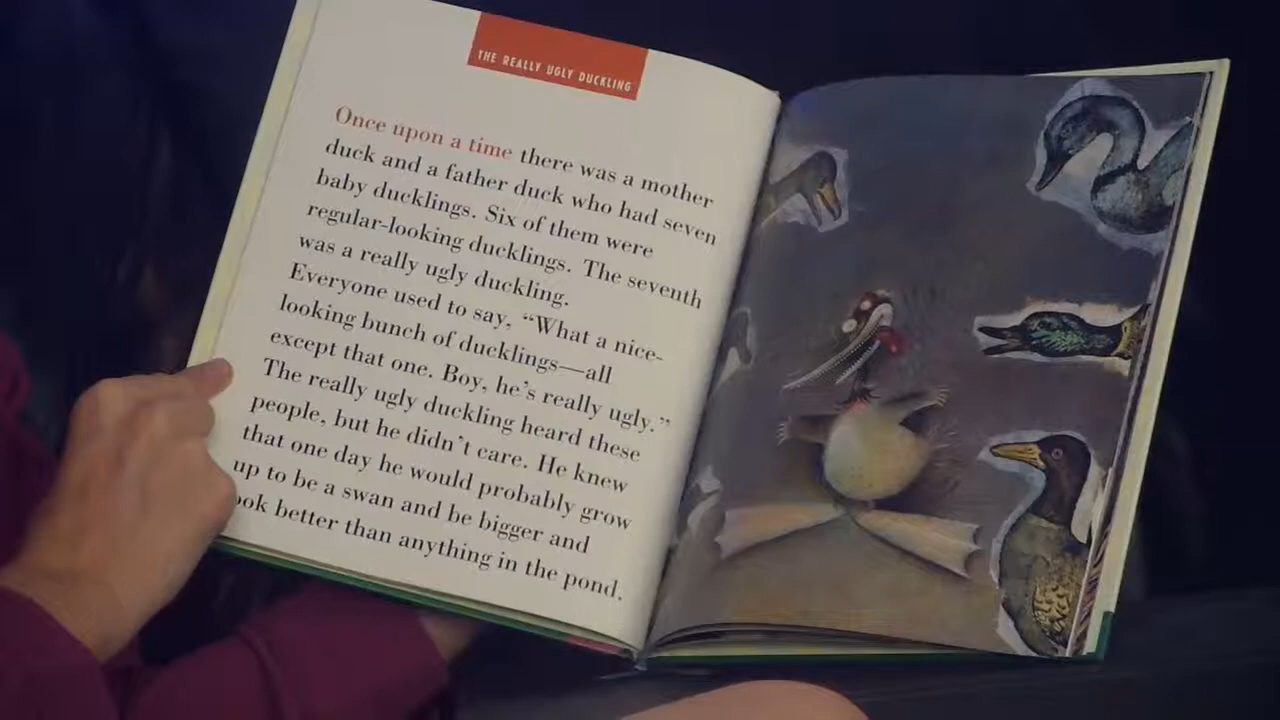 THE REALLY UGLY DUCKLING
Once upon a time there was a mother
duck and a father duck who had seven
baby ducklings. Six of them were
regular-looking ducklings. The seventh
was a really ugly duckling.
Everyone used to say, “What a nice-
looking bunch of ducklings—all
except that one. Boy, he’s really ugly.”
The really ugly duckling heard these
people, but he didn’t care. He knew
that one day he would probably grow
up to be a swan and be bigger and
ook better than anything in the pond.